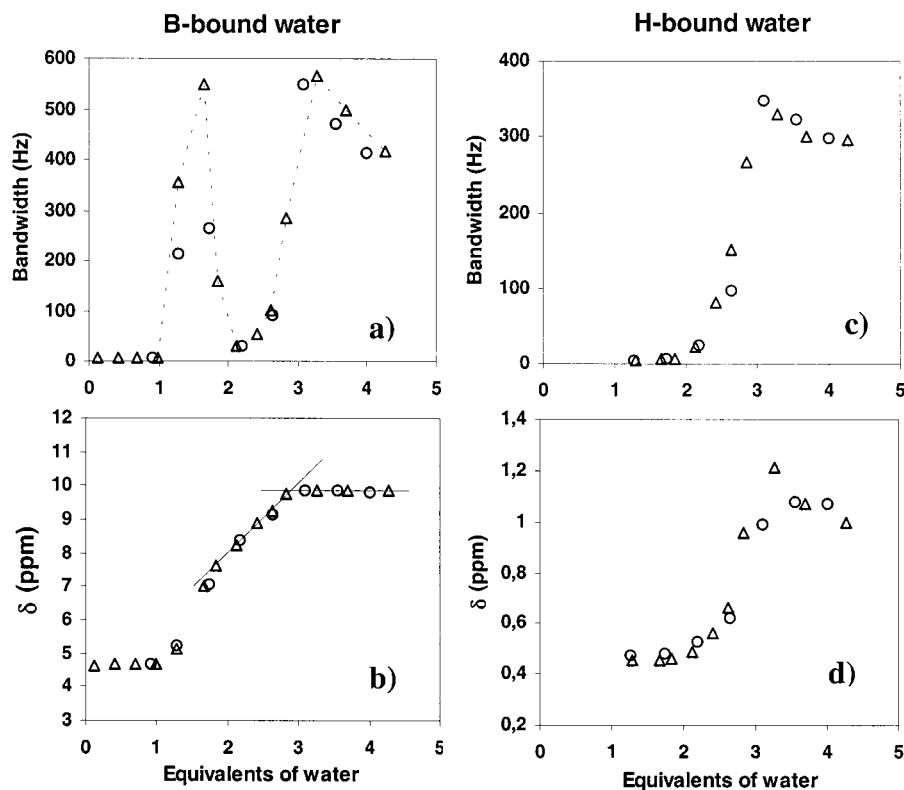 B-bound water
H-bound water
600
500
400
300
200
100
0
Bandwidth (Hz)
0 1 2 3 4 5
a)
400
300
200
100
0
Bandwidth (Hz)
0 1 2 3 4 5
c)
12
11
10
9
8
7
6
5
4
3
δ (ppm)
0 1 2 3 4 5
Equivalents of water
b)
1,4
1,2
1
0,8
0,6
0,4
0,2
δ (ppm)
0 1 2 3 4 5
Equivalents of water
d)